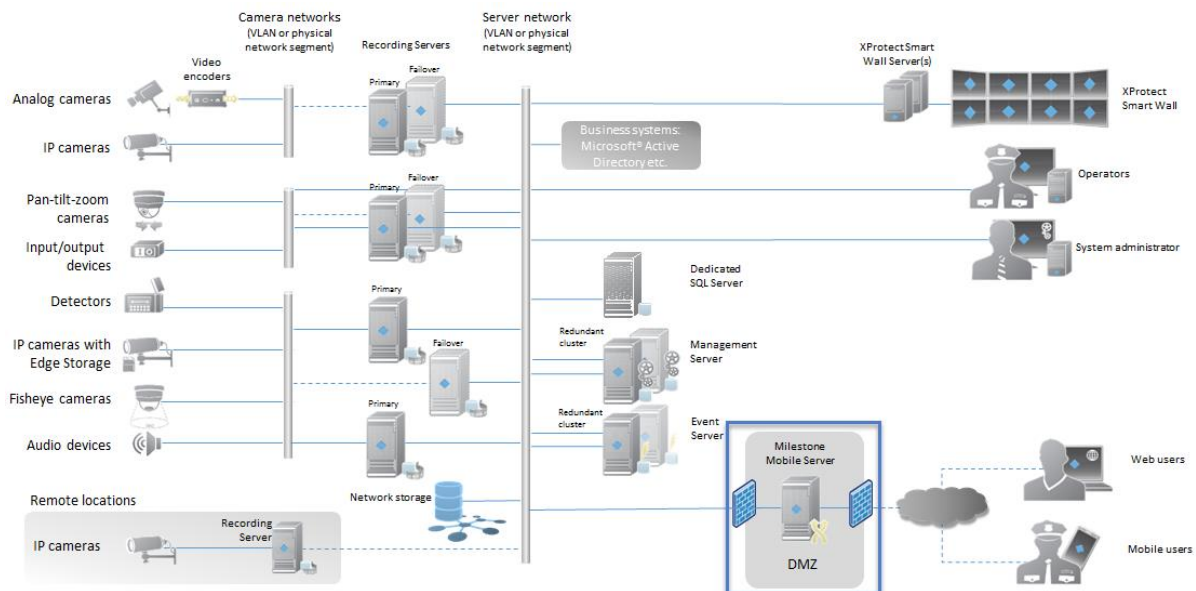 Camera networks
(VLAN or physical
network segment)
Server network
(VLAN or physical
network segment)
Recording Servers
Video
encoders
Primary
Failover
XProtect Smart
Wall Server(s)
XProtect
Smart Wall
Analog cameras
IP cameras
Business systems:
Microsoft® Active
Directory etc.
Pan-tilt-zoom
cameras
Primary
Failover
Operators
Input/output
devices
System administrator
Detectors
Primary
Dedicated
SQL Server
IP cameras with
Edge Storage
Failover
Redundant
cluster
Management
Server
Fisheye cameras
Audio devices
Primary
Redundant
cluster
Event
Server
Milestone
Mobile Server
DMZ
Web users
Mobile users
Network storage
Remote locations
IP cameras
Recording
Server